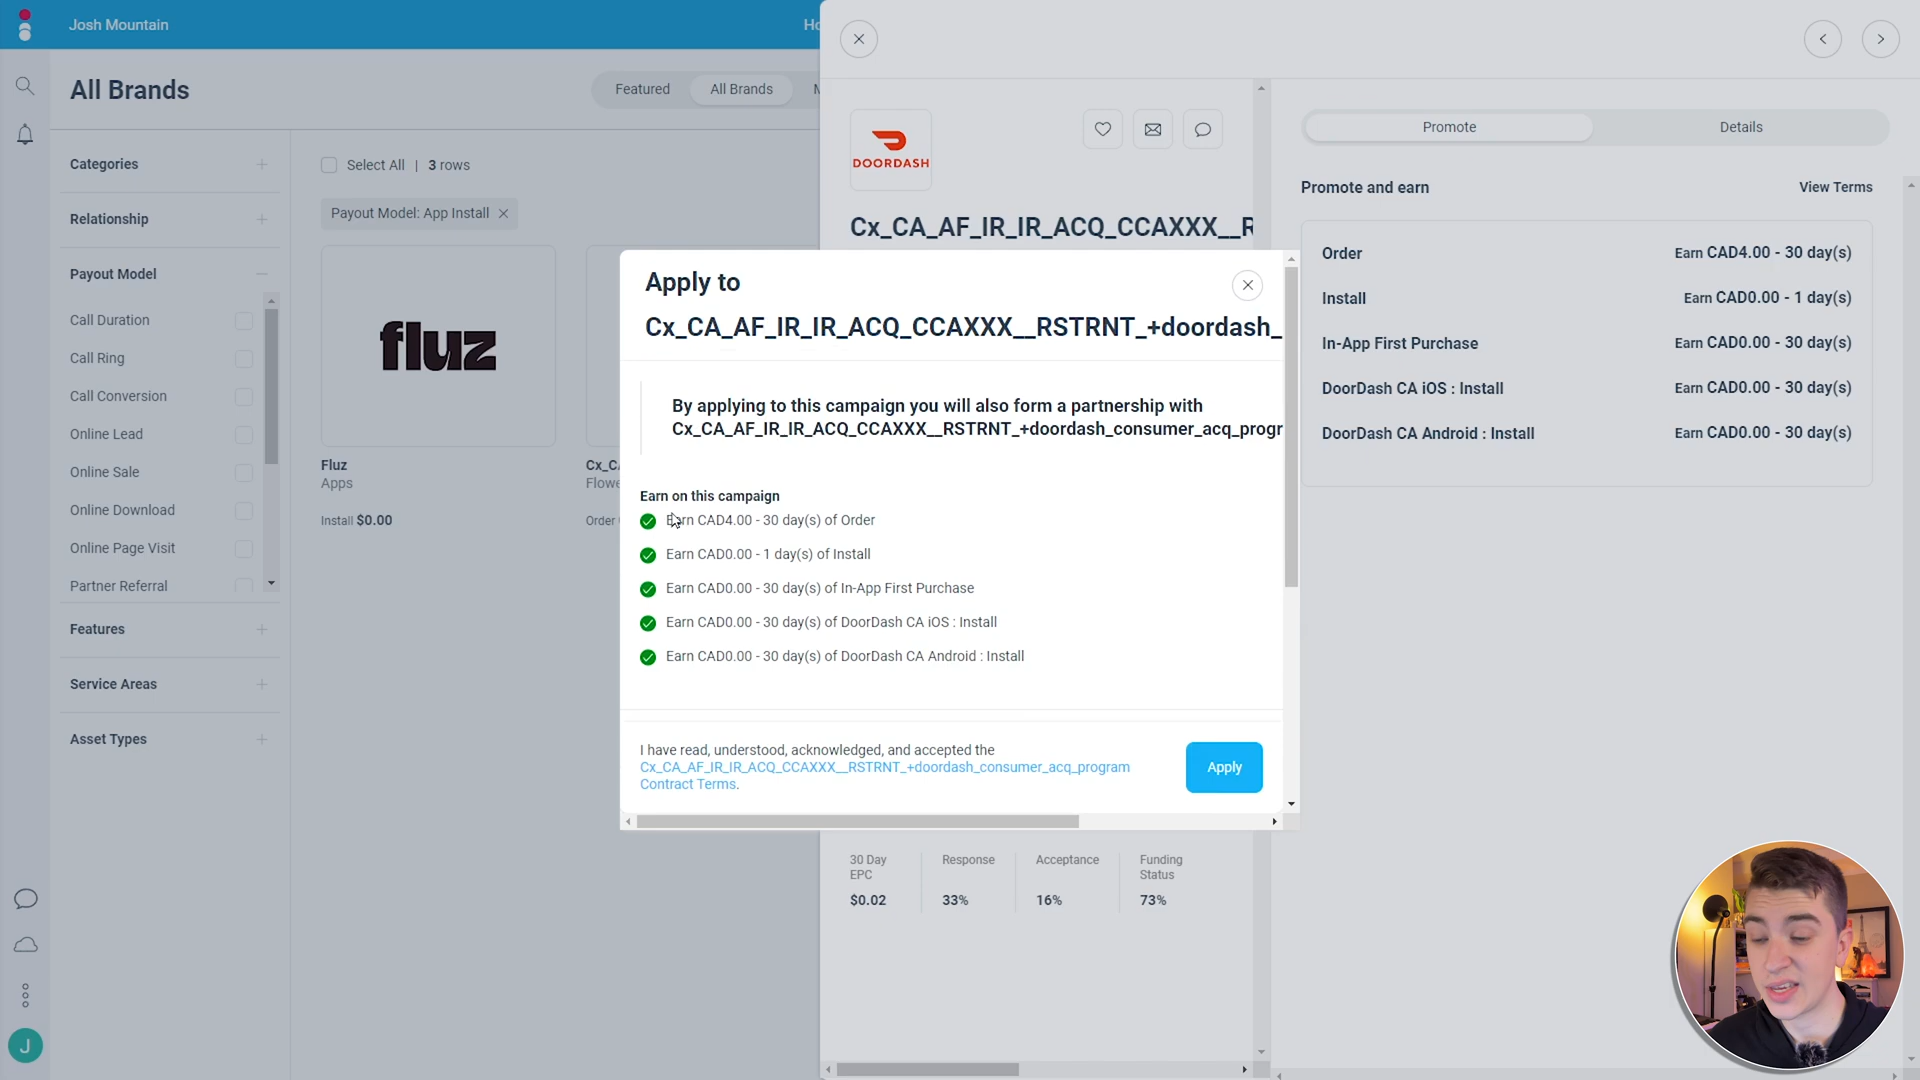 Josh Mountain
All Brands
Featured
All Brands
Categories
Relationship
Payout Model
Call Duration
Call Ring
Call Conversion
Online Lead
Online Sale
Online Download
Online Page Visit
Partner Referral
Features
Service Areas
Asset Types
J
Select All | 3 rows
Payout Model: App Install
fluz
Fluz
Apps
Install $0.00
Order
DOORDASH
Cx_CA_AF_IR_IR_ACQ_CCAXXX__R
Apply to
Cx_CA_AF_IR_IR_ACQ_CCAXXX__RSTRNT_+doordash_
By applying to this campaign you will also form a partnership with
Cx_CA_AF_IR_IR_ACQ_CCAXXX__RSTRNT_+doordash_consumer_acq_progr
Earn on this campaign
Earn CAD4.00 - 30 day(s) of Order
Earn CAD0.00 - 1 day(s) of Install
Earn CAD0.00 - 30 day(s) of In-App First Purchase
Earn CAD0.00 - 30 day(s) of DoorDash CA iOS : Install
Earn CAD0.00 - 30 day(s) of DoorDash CA Android : Install
I have read, understood, acknowledged, and accepted the
Cx_CA_AF_IR_IR_ACQ_CCAXXX__RSTRNT_+doordash_consumer_acq_program
Contract Terms.
Apply
30 Day
EPC
$0.02
Response
33%
Acceptance
16%
Funding
Status
73%
Promote
Details
Promote and earn
View Terms
Order Earn CAD4.00 - 30 day(s)
Install Earn CAD0.00 - 1 day(s)
In-App First Purchase Earn CAD0.00 - 30 day(s)
DoorDash CA iOS : Install Earn CAD0.00 - 30 day(s)
DoorDash CA Android : Install Earn CAD0.00 - 30 day(s)